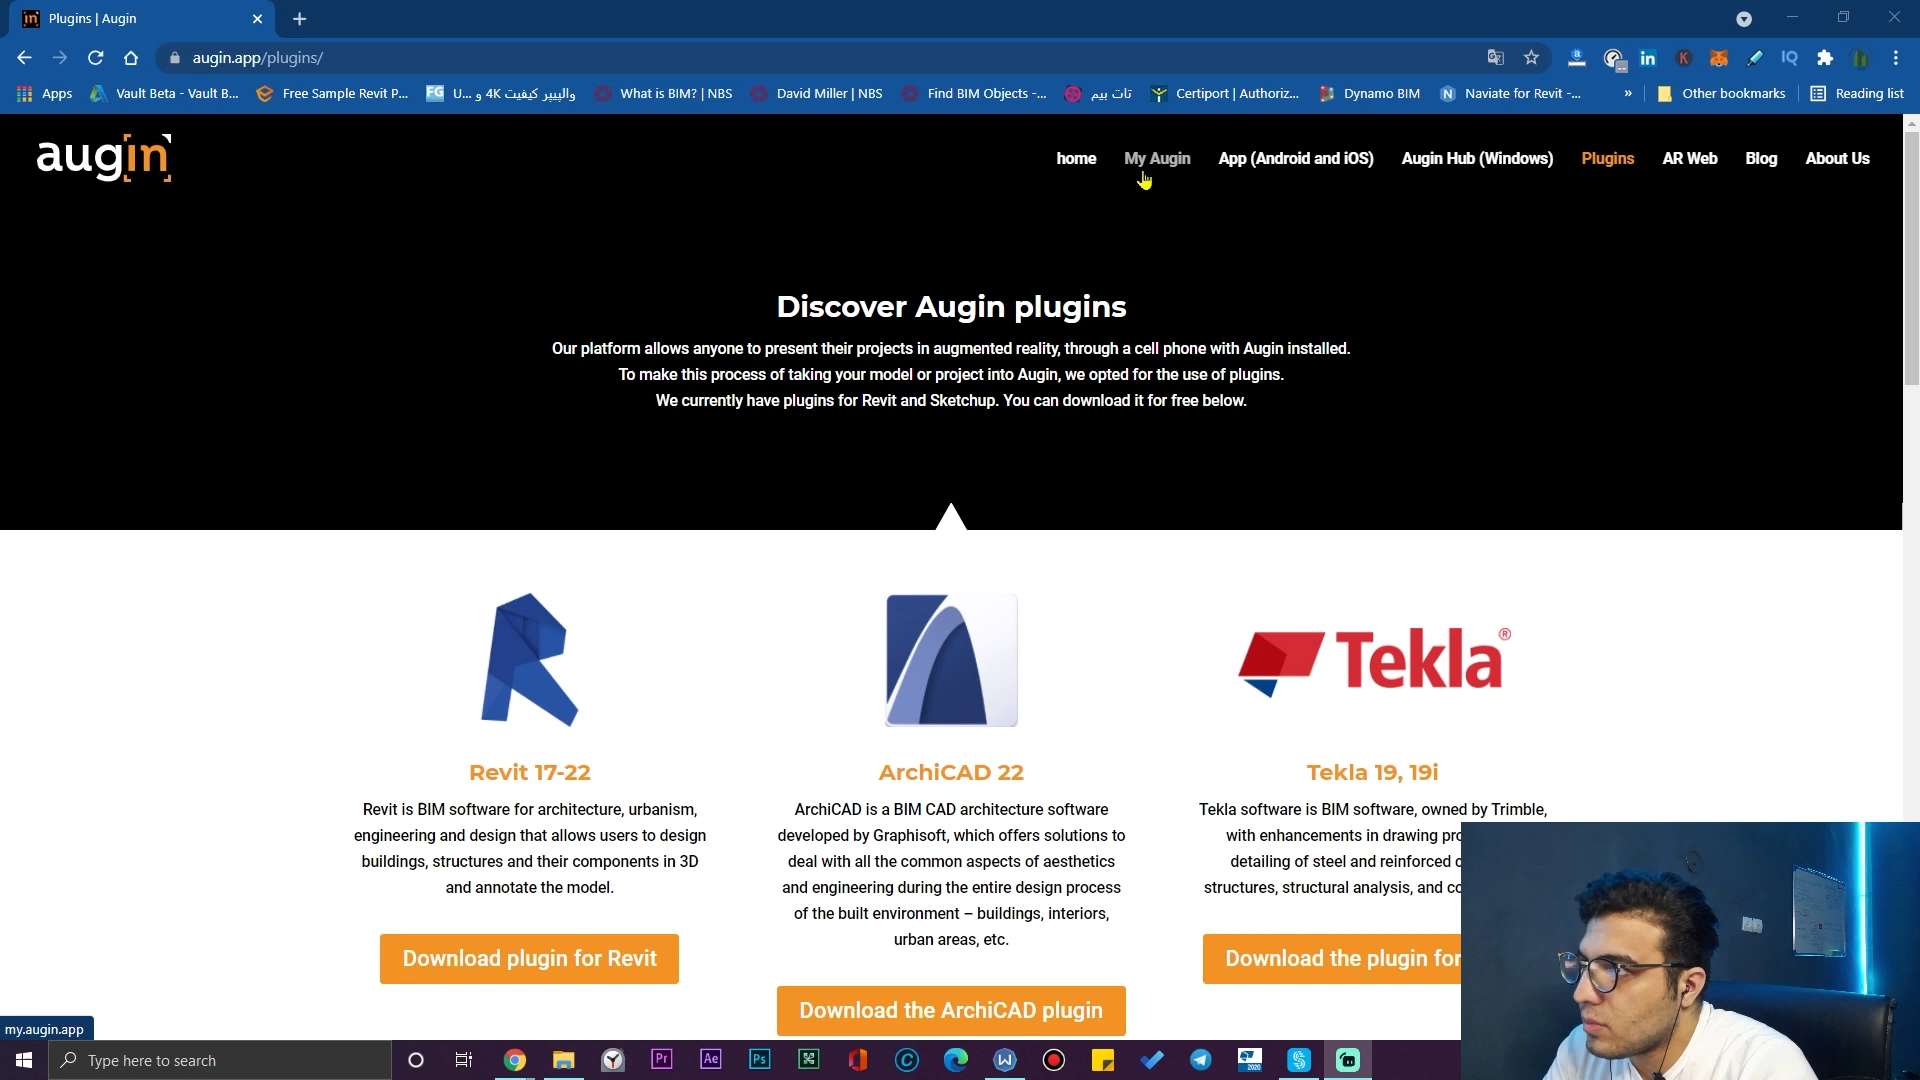 Plugins | Augin
augin.app/plugins/
Apps
Vault Beta - Vault B...
Free Sample Revit P...
والپیپر کیفیت 4K و U...
What is BIM? | NBS
David Miller | NBS
Find BIM Objects -...
تات بیم
Certiport | Authoriz...
Dynamo BIM
Naviate for Revit -...
»
Other bookmarks
Reading list
augin
home
My Augin
App (Android and iOS)
Augin Hub (Windows)
Plugins
AR Web
Blog
About Us
Discover Augin plugins
Our platform allows anyone to present their projects in augmented reality, through a cell phone with Augin installed.
To make this process of taking your model or project into Augin, we opted for the use of plugins.
We currently have plugins for Revit and Sketchup. You can download it for free below.
Tekla®
Revit 17-22
Revit is BIM software for architecture, urbanism,
engineering and design that allows users to design
buildings, structures and their components in 3D
and annotate the model.
Download plugin for Revit
ArchiCAD 22
ArchiCAD is a BIM CAD architecture software
developed by Graphisoft, which offers solutions to
deal with all the common aspects of aesthetics
and engineering during the entire design process
of the built environment – buildings, interiors,
urban areas, etc.
Download the ArchiCAD plugin
Tekla 19, 19i
Tekla software is BIM software, owned by Trimble,
with enhancements in drawing
detailing of steel and reinforced
structures, structural analysis, and
Download the plugin for
my.augin.app
Type here to search